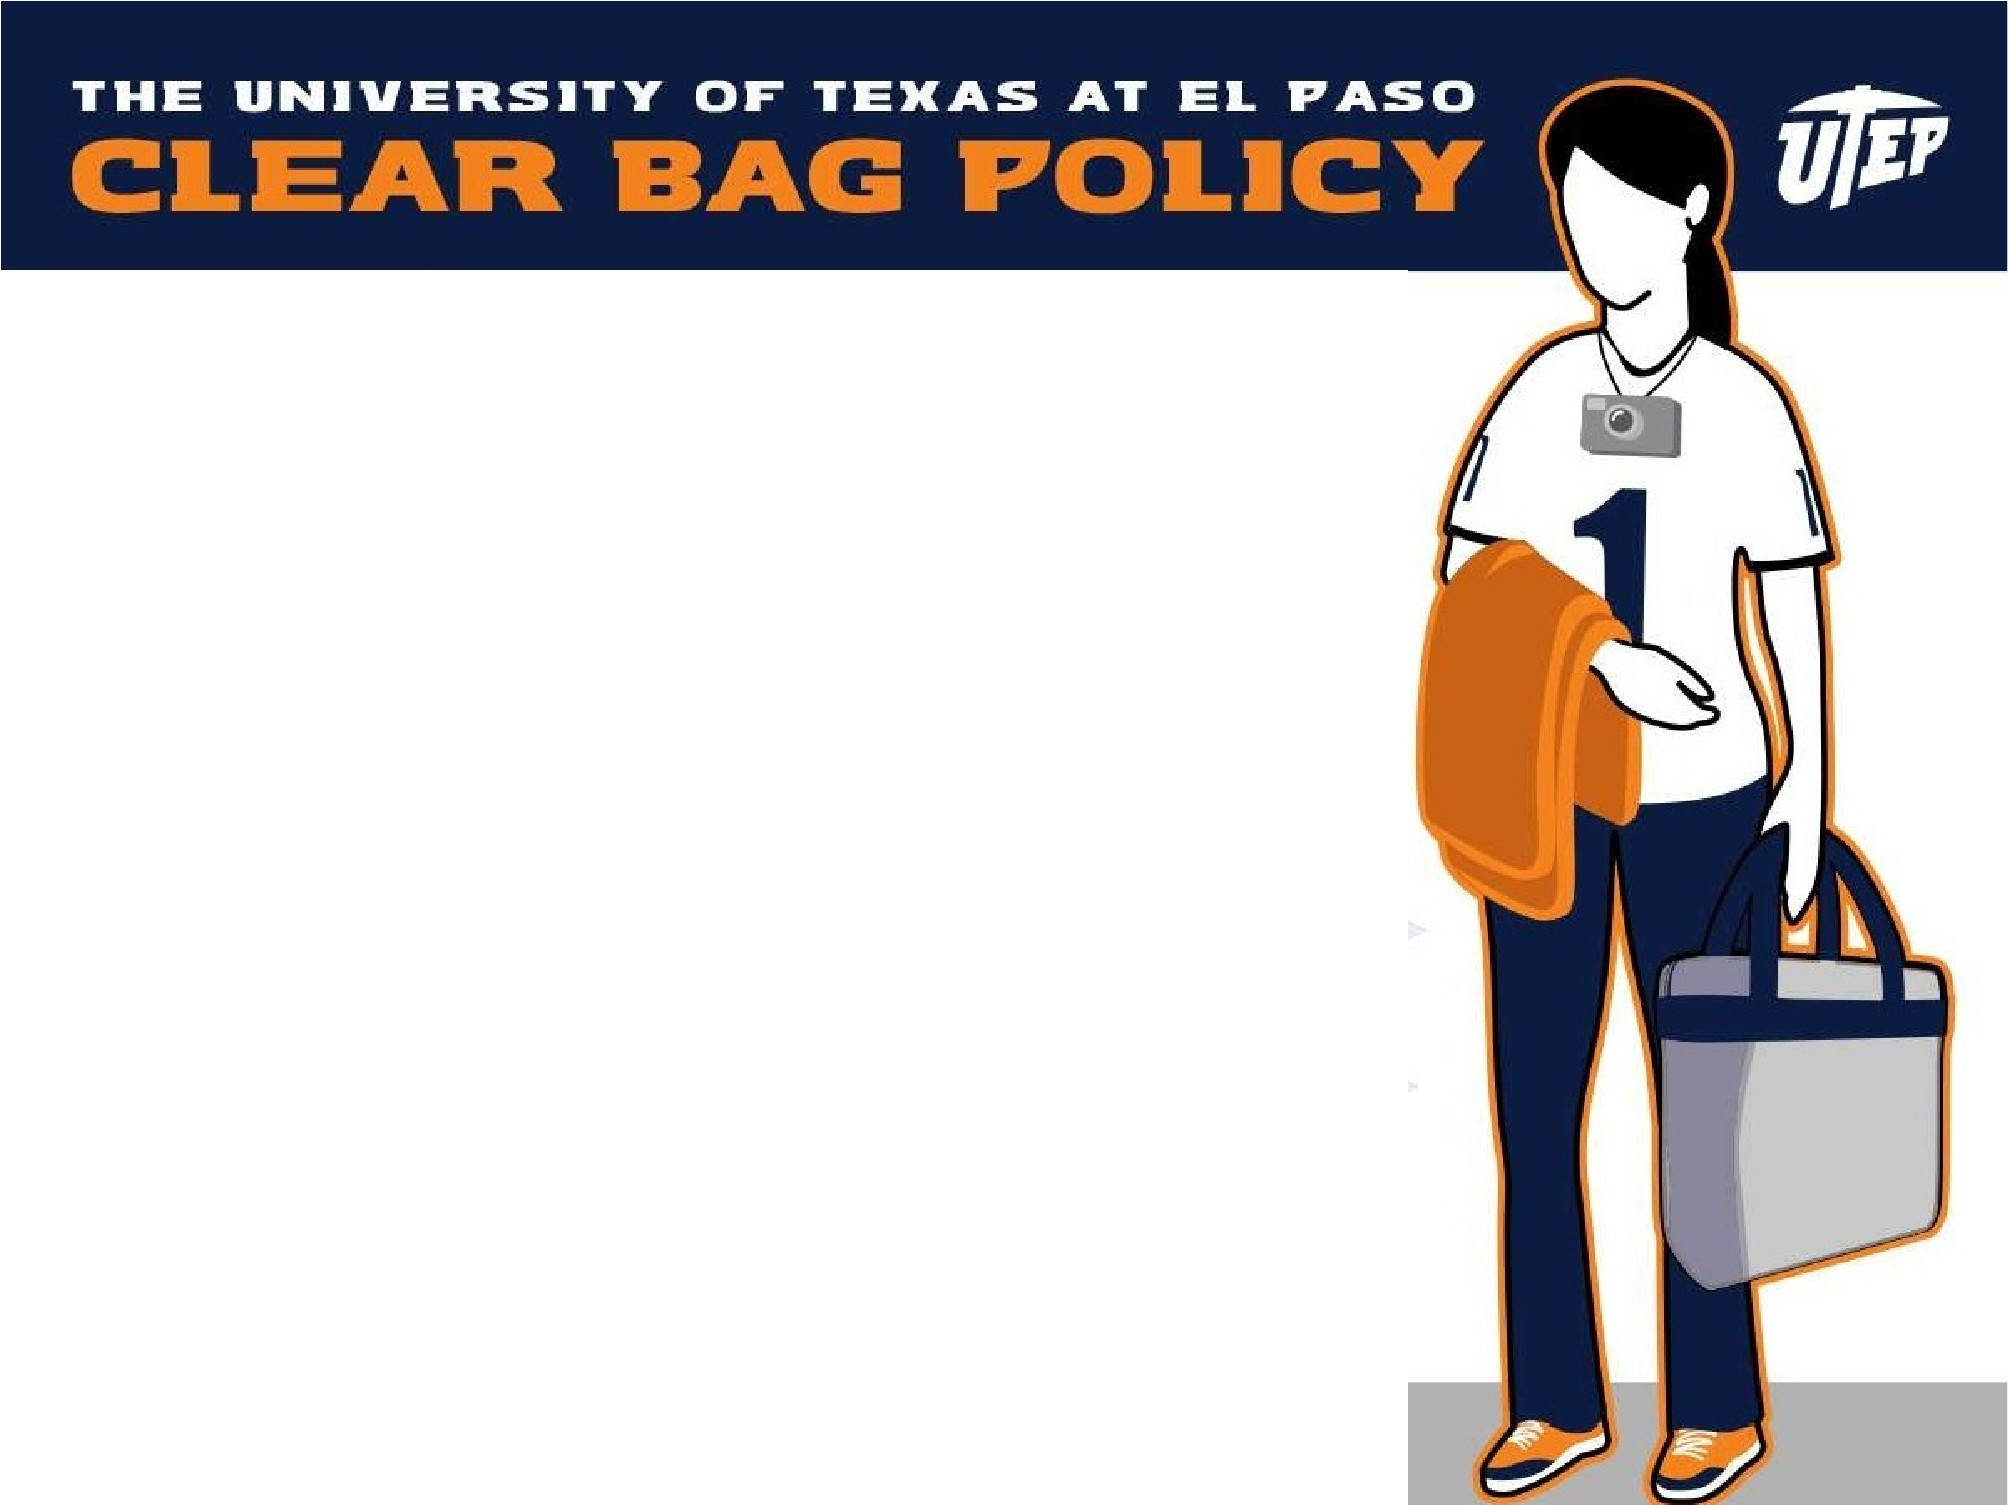 THE UNIVERSITY OF TEXAS AT EL PASO
CLEAR BAG POLICY
UTEP
1